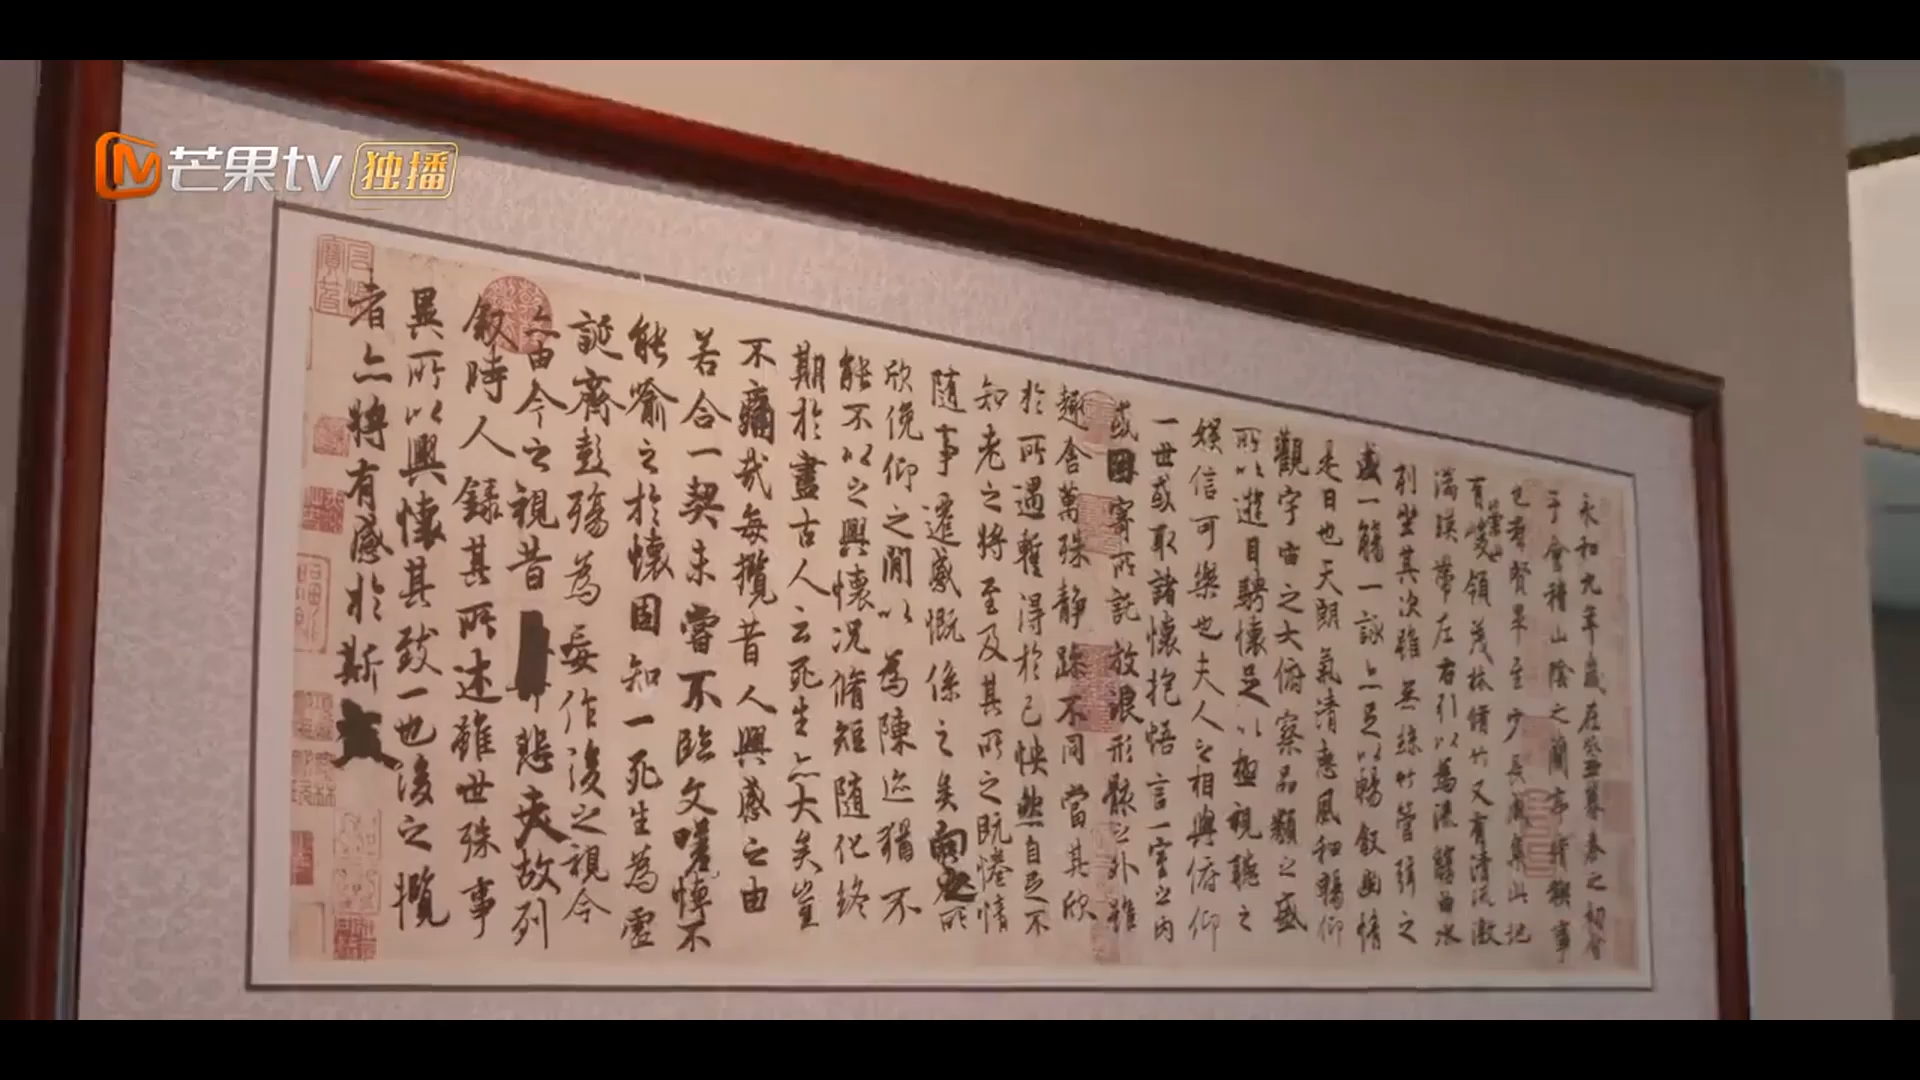 芒果tv 独播
永和九年歲在癸丑暮春之初會
于會稽山陰之蘭亭脩禊事
也群賢畢至少長咸集此地
有崇山峻領茂林脩竹又有清流激
湍暎帶左右引以為流觴曲水
列坐其次雖無絲竹管弦之
盛一觴一詠亦足以暢敘幽情
是日也天朗氣清惠風和暢仰
觀宇宙之大俯察品類之盛
所以遊目騁懷足以極視聽之
娛信可樂也夫人之相與俯仰
一世或取諸懷抱悟言一室之內
或因寄所託放浪形骸之外雖
趣舍萬殊靜躁不同當其欣
於所遇暫得於己怏然自足不
知老之將至及其所之既惓情
隨事遷感慨係之矣向之所
欣俛仰之閒以為陳迹猶不
能不以之興懷況脩短隨化終
期於盡古人云死生亦大矣豈
不痛哉每攬昔人興感之由
若合一契未嘗不臨文嗟悼不
能喻之於懷固知一死生為虛
誕齊彭殤為妄作後之視今
亦由今之視昔悲夫故列
敘時人錄其所述雖世殊事
異所以興懷其致一也後之攬
者亦將有感於斯文